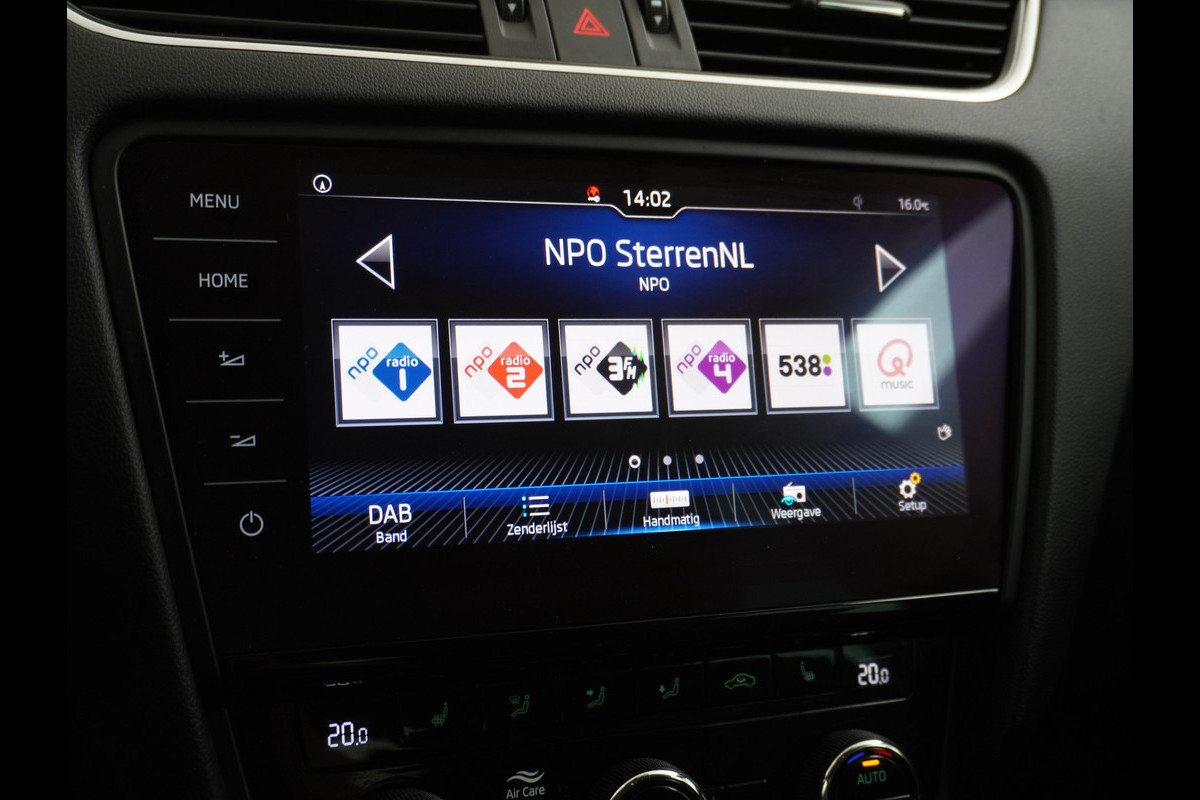 MENU
HOME
14:02
16.0°C
NPO SterrenNL
NPO
npo radio 1
npo radio 2
npo 3FM
npo radio 4
538
Q music
DAB
Band
Zenderlijst
Handmatig
Weergave
Setup
20.0
20.0
Air Care
AUTO